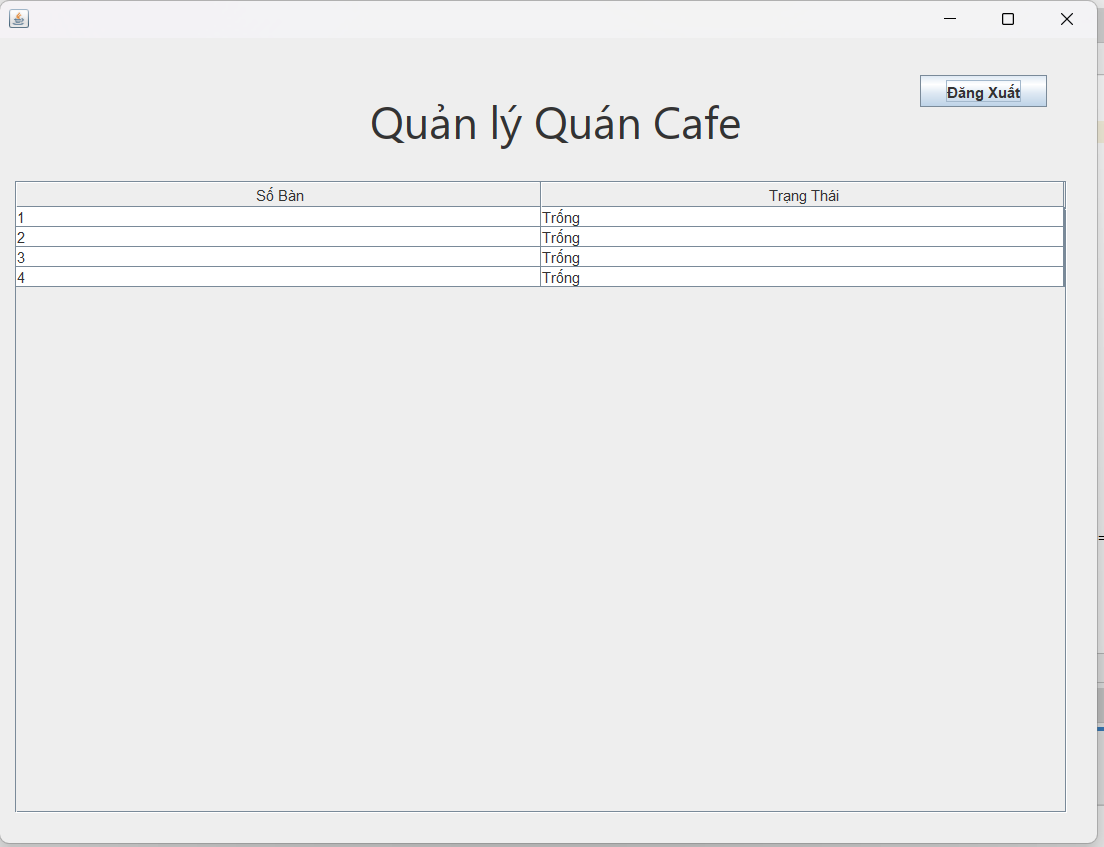 Đăng Xuất
Quản lý Quán Cafe
Số Bàn Trạng Thái
1 Trống
2 Trống
3 Trống
4 Trống
=